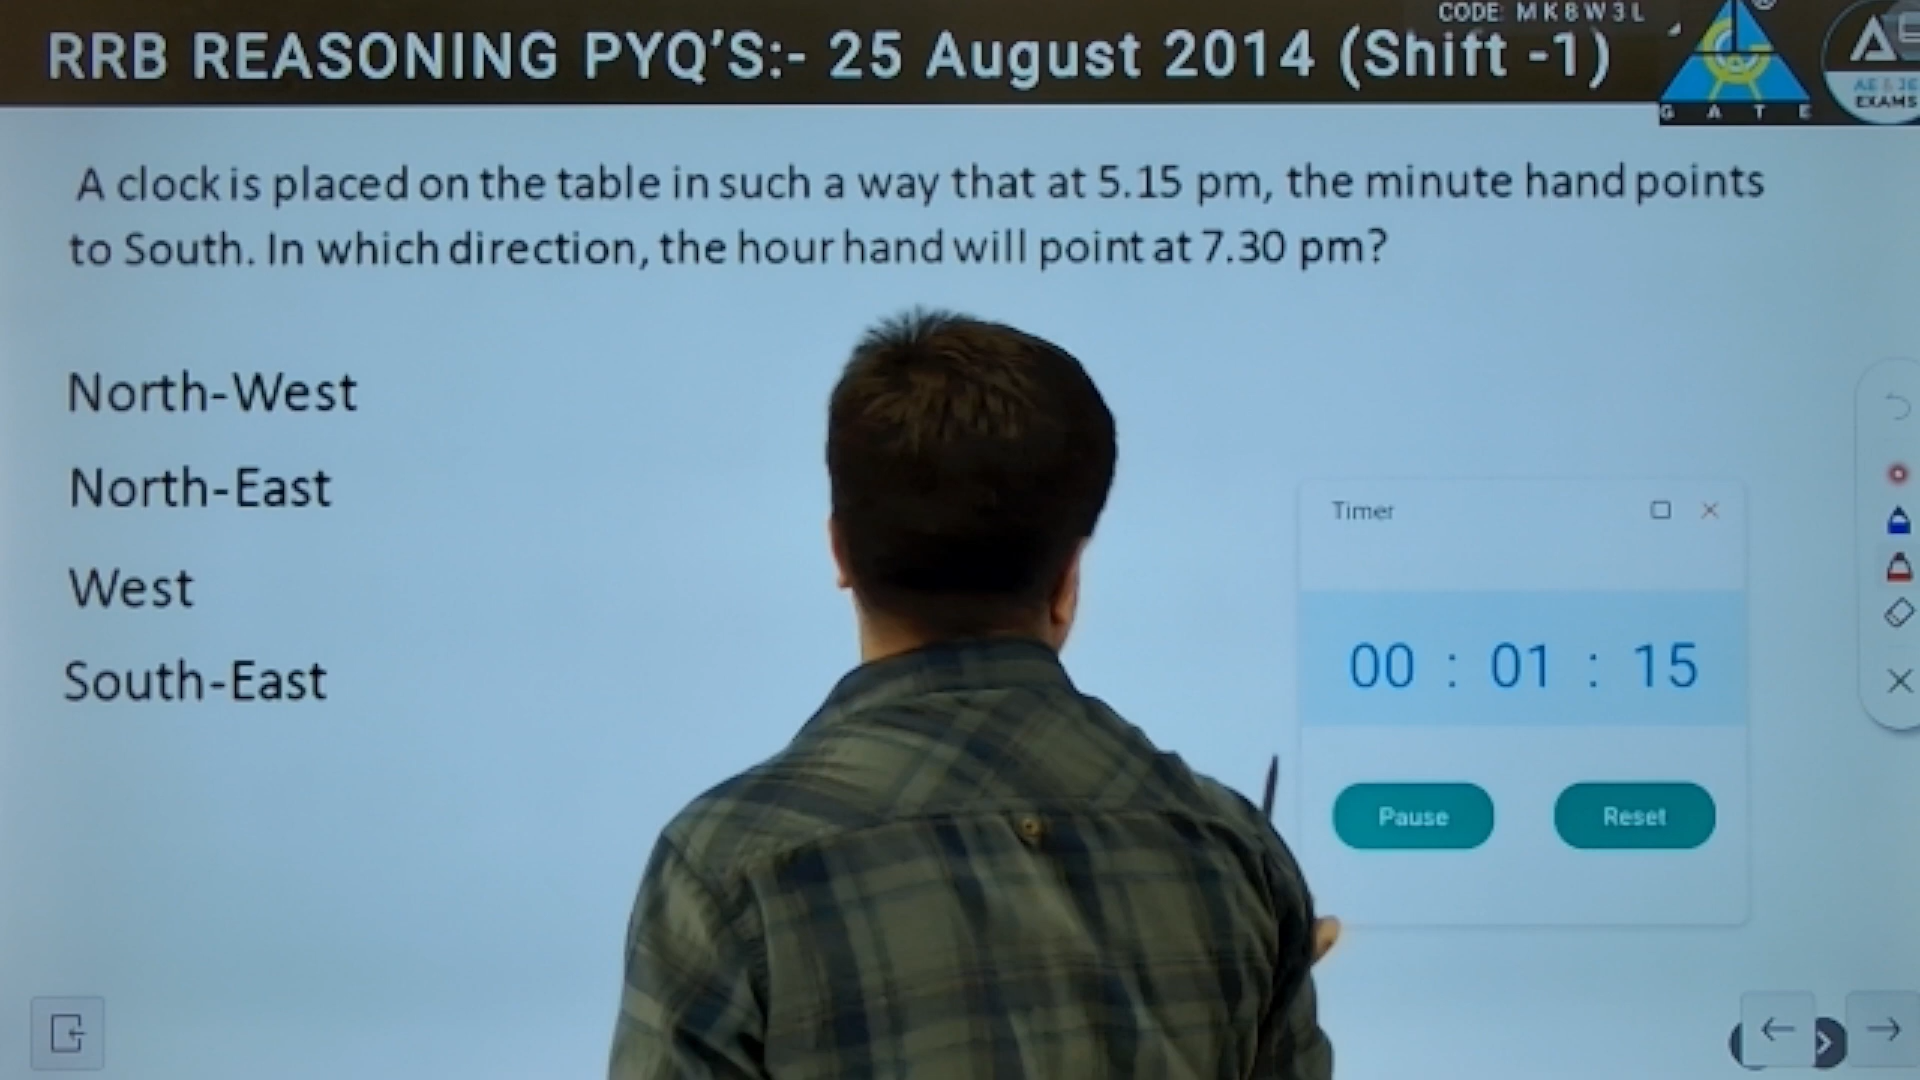 CODE: MK8W3L
RRB REASONING PYQ'S:- 25 August 2014 (Shift -1)
G A T E
AE & JE
EXAMS
A clock is placed on the table in such a way that at 5.15 pm, the minute hand points
to South. In which direction, the hour hand will point at 7.30 pm?
North-West
North-East
West
South-East
Timer
00 : 01 : 15
Pause
Reset